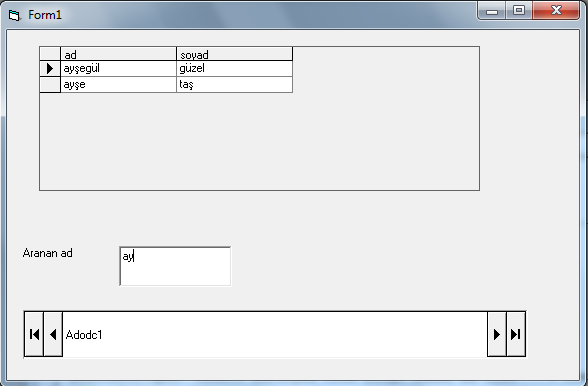 Form1
ad soyad
ayşegül güzel
ayşe taş
Aranan ad ay
Adodc1